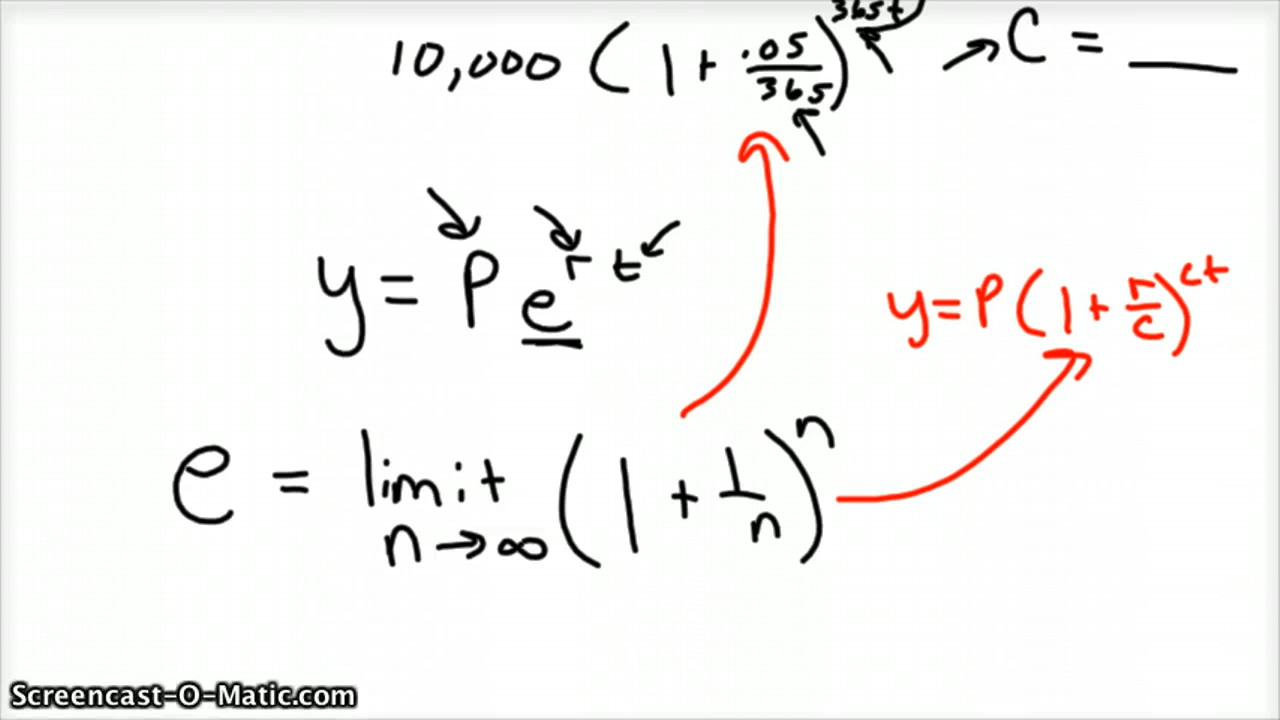 10,000 (1 + .05/365)^365t → C = ___
y = P e^rt
y = P(1 + r/c)^ct
e = limit n→∞ (1 + 1/n)^n
Screencast-O-Matic.com